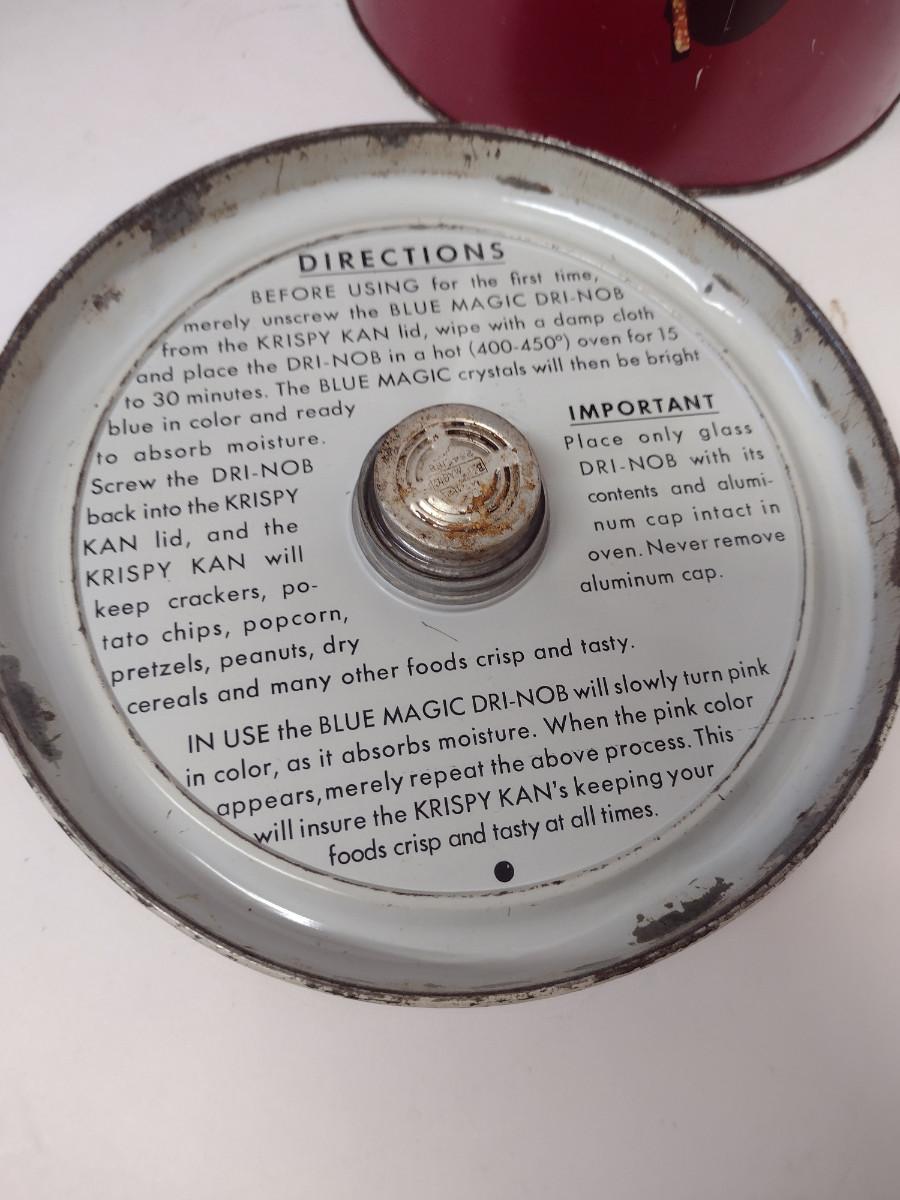 DIRECTIONS
BEFORE USING for the first time,
merely unscrew the BLUE MAGIC DRI-NOB
from the KRISPY KAN lid, wipe with a damp cloth
and place the DRI-NOB in a hot (400-450°) oven for 15
to 30 minutes. The BLUE MAGIC crystals will then be bright
blue in color and ready
to absorb moisture.
Screw the DRI-NOB
back into the KRISPY
KAN lid, and the
KRISPY KAN will
keep crackers, po-
tato chips, popcorn,
pretzels, peanuts, dry
cereals and many other foods crisp and tasty.
IMPORTANT
Place only glass
DRI-NOB with its
contents and alumi-
num cap intact in
oven. Never remove
aluminum cap.
IN USE the BLUE MAGIC DRI-NOB will slowly turn pink
in color, as it absorbs moisture. When the pink color
appears, merely repeat the above process. This
will insure the KRISPY KAN's keeping your
foods crisp and tasty at all times.